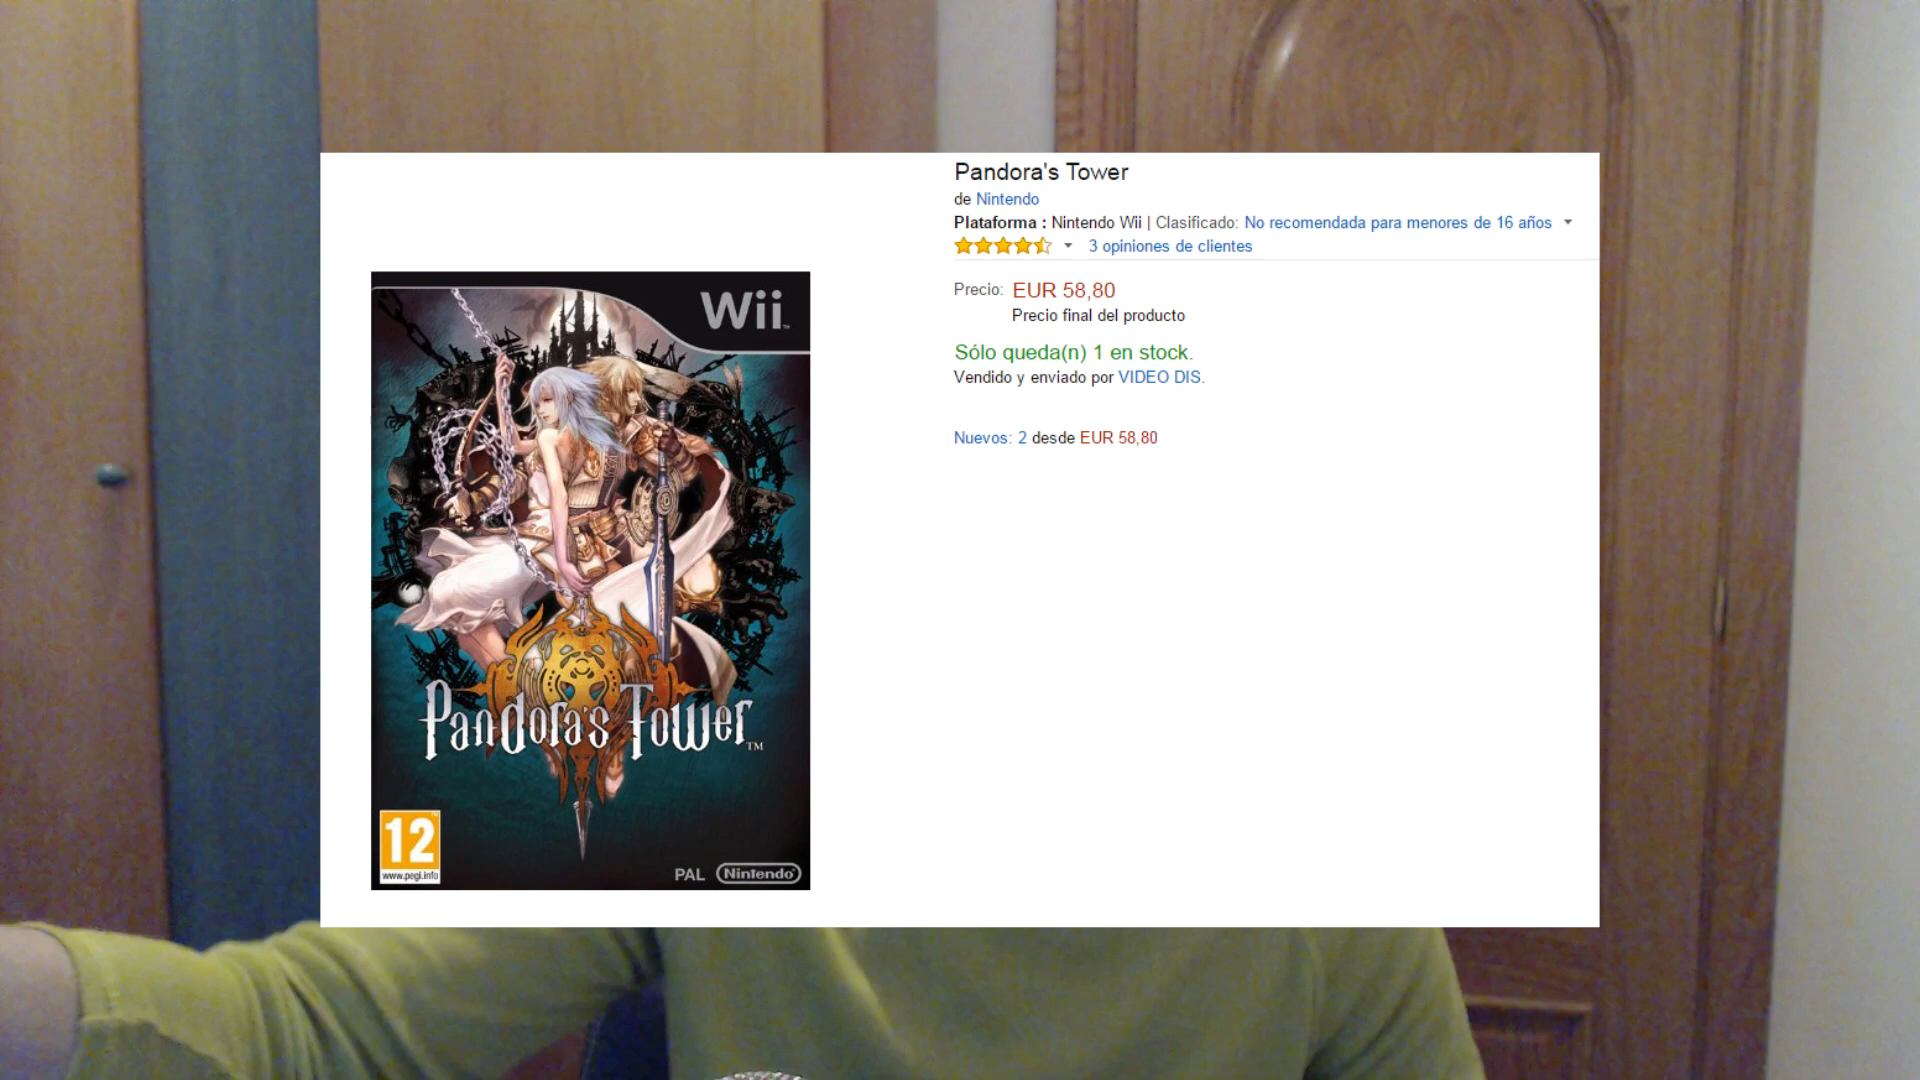 Pandora's Tower
de Nintendo
Plataforma : Nintendo Wii | Clasificado: No recomendada para menores de 16 años
3 opiniones de clientes
Precio: EUR 58,80
Precio final del producto
Sólo queda(n) 1 en stock.
Vendido y enviado por VIDEO DIS.
Nuevos: 2 desde EUR 58,80
Wii™
Pandora's Tower™
12
www.pegi.info
PAL Nintendo®